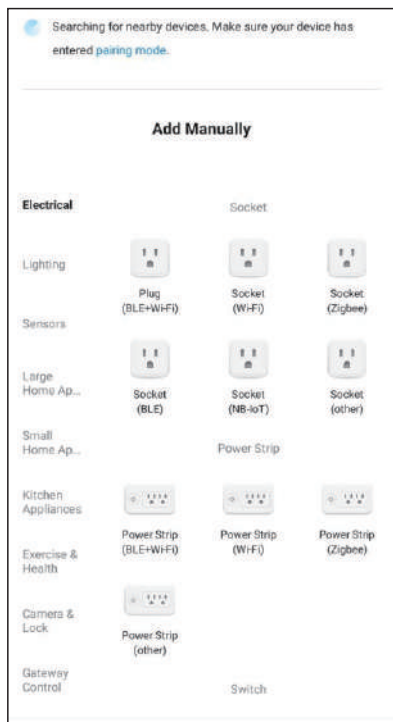 Searching for nearby devices. Make sure your device has
entered pairing mode.
Add Manually
Electrical
Lighting
Sensors
Large
Home Ap...
Small
Home Ap...
Kitchen
Appliances
Exercise &
Health
Camera &
Lock
Gateway
Control
Socket
Plug
(BLE+Wi-Fi)
Socket
(Wi-Fi)
Socket
(Zigbee)
Socket
(BLE)
Socket
(NB-IoT)
Socket
(other)
Power Strip
Power Strip
(BLE+Wi-Fi)
Power Strip
(Wi-Fi)
Power Strip
(Zigbee)
Power Strip
(other)
Switch